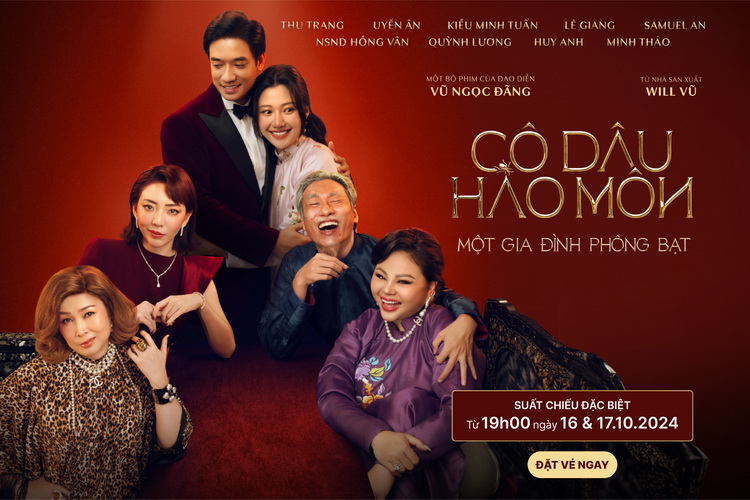 THU TRANG UYỂN ÂN KIỀU MINH TUẤN LÊ GIANG SAMUEL AN
NSND HỒNG VÂN QUỲNH LƯƠNG HUY ANH MINH THẢO
MỘT BỘ PHIM CỦA ĐẠO DIỄN
VŨ NGỌC ĐÃNG
TỪ NHÀ SẢN XUẤT
WILL VŨ
CÔ DÂU
HÀO MÔN
MỘT GIA ĐÌNH PHÔNG BẠT
SUẤT CHIẾU ĐẶC BIỆT
Từ 19h00 ngày 16 & 17.10.2024
ĐẶT VÉ NGAY